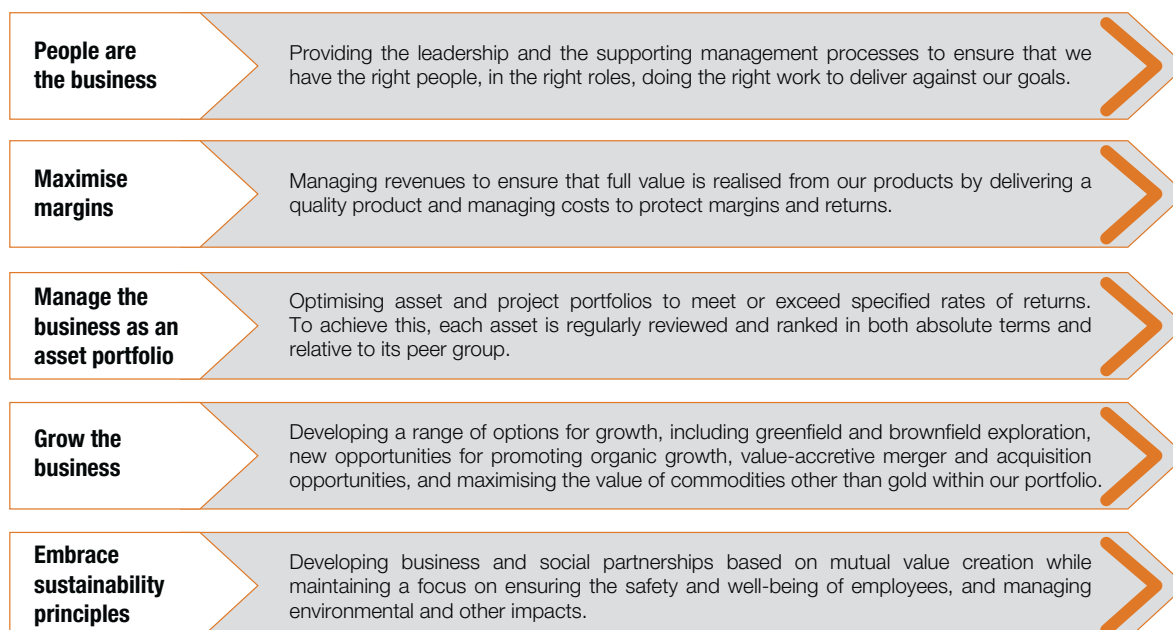 People are
the business
Providing the leadership and the supporting management processes to ensure that we
have the right people, in the right roles, doing the right work to deliver against our goals.
Maximise
margins
Managing revenues to ensure that full value is realised from our products by delivering a
quality product and managing costs to protect margins and returns.
Manage the
business as an
asset portfolio
Optimising asset and project portfolios to meet or exceed specified rates of returns.
To achieve this, each asset is regularly reviewed and ranked in both absolute terms and
relative to its peer group.
Grow the
business
Developing a range of options for growth, including greenfield and brownfield exploration,
new opportunities for promoting organic growth, value-accretive merger and acquisition
opportunities, and maximising the value of commodities other than gold within our portfolio.
Embrace
sustainability
principles
Developing business and social partnerships based on mutual value creation while
maintaining a focus on ensuring the safety and well-being of employees, and managing
environmental and other impacts.